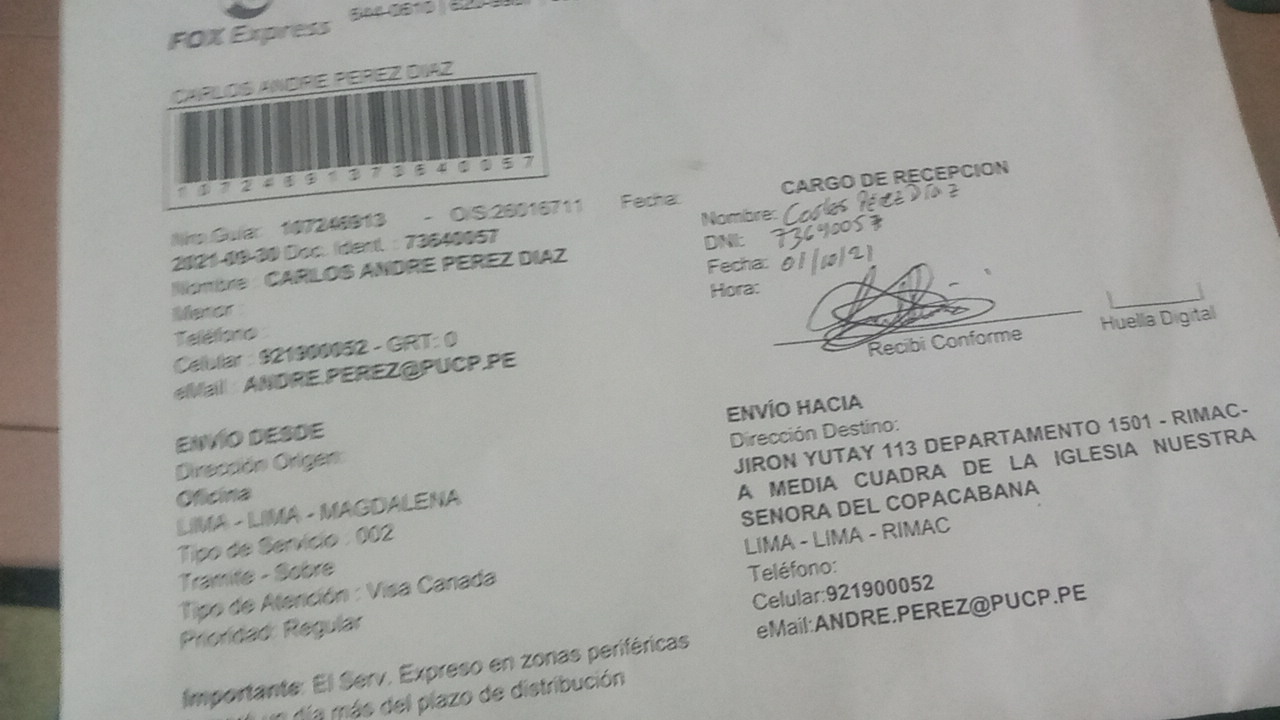 FOX Express
CARLOS ANDRE PEREZ DIAZ
10724691373640057
Nro.Guia: 107246913 - O/S:26016711 Fecha:
2021-09-30 Doc. Ident. : 73640057
Nombre : CARLOS ANDRE PEREZ DIAZ
Menor :
Teléfono :
Celular : 921900052 - GRT: 0
eMail : ANDRE.PEREZ@PUCP.PE
ENVÍO DESDE
Dirección Origen:
Oficina
LIMA - LIMA - MAGDALENA
Tipo de Servicio : 002
Tramite - Sobre
Tipo de Atención : Visa Canada
Prioridad: Regular
Importante: El Serv. Expreso en zonas periféricas
un día más del plazo de distribución
CARGO DE RECEPCION
Nombre: Carlos Perez Diaz
DNI: 73640057
Fecha: 01/10/21
Hora:
Recibi Conforme
Huella Digital
ENVÍO HACIA
Dirección Destino:
JIRON YUTAY 113 DEPARTAMENTO 1501 - RIMAC-
A MEDIA CUADRA DE LA IGLESIA NUESTRA
SENORA DEL COPACABANA
LIMA - LIMA - RIMAC
Teléfono:
Celular:921900052
eMail:ANDRE.PEREZ@PUCP.PE